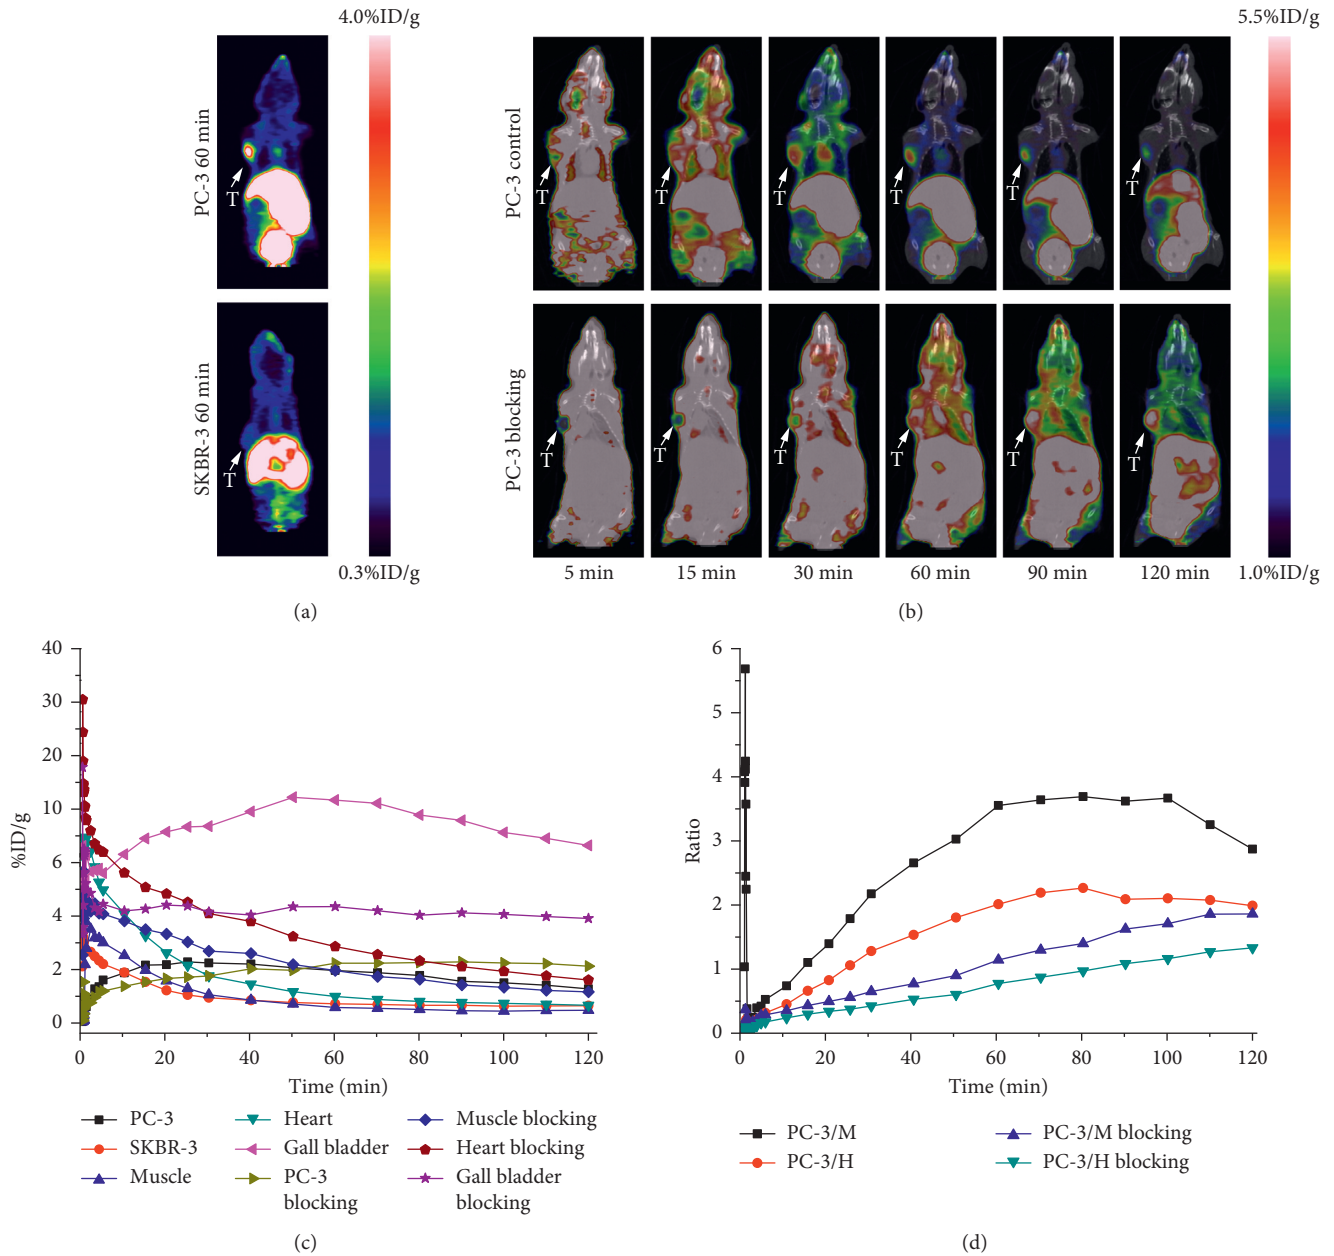 4.0%ID/g
PC-3 60 min
T
SKBR-3 60 min
T
0.3%ID/g
(a)
5.5%ID/g
PC-3 control
T
T
T
T
T
T
PC-3 blocking
T
T
T
T
T
T
5 min
15 min
30 min
60 min
90 min
120 min
1.0%ID/g
(b)
40
30
20
10
6
4
2
0
%ID/g
0
20
40
60
80
100
120
Time (min)
PC-3
SKBR-3
Muscle
Heart
Gall bladder
PC-3
blocking
Muscle blocking
Heart blocking
Gall bladder
blocking
(c)
6
5
4
3
2
1
0
Ratio
0
20
40
60
80
100
120
Time (min)
PC-3/M
PC-3/H
PC-3/M blocking
PC-3/H blocking
(d)